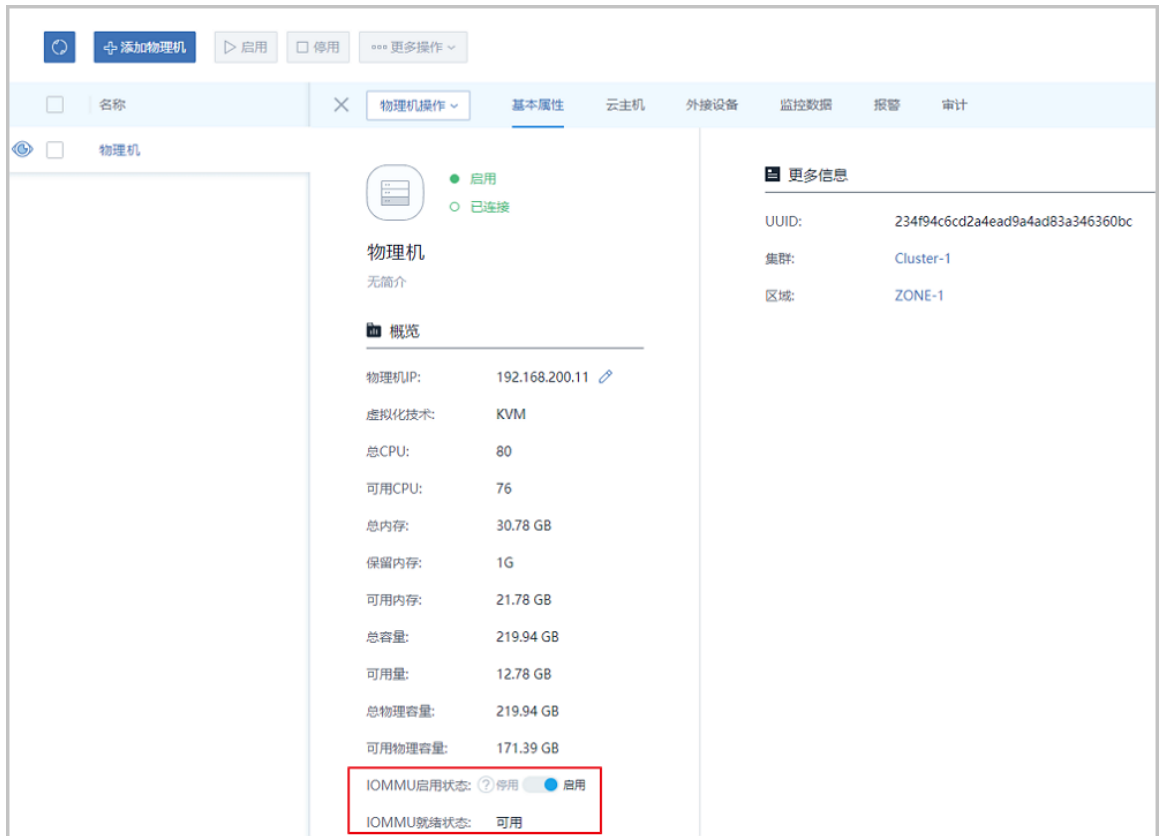 添加物理机 启用 停用 更多操作
名称 物理机操作 基本属性 云主机 外接设备 监控数据 报警 审计
物理机
启用
已连接
物理机
无简介
概览
物理机IP: 192.168.200.11
虚拟化技术: KVM
总CPU: 80
可用CPU: 76
总内存: 30.78 GB
保留内存: 1G
可用内存: 21.78 GB
总容量: 219.94 GB
可用量: 12.78 GB
总物理容量: 219.94 GB
可用物理容量: 171.39 GB
IOMMU启用状态: ? 停用 启用
IOMMU就绪状态: 可用
更多信息
UUID: 234f94c6cd2a4ead9a4ad83a346360bc
集群: Cluster-1
区域: ZONE-1